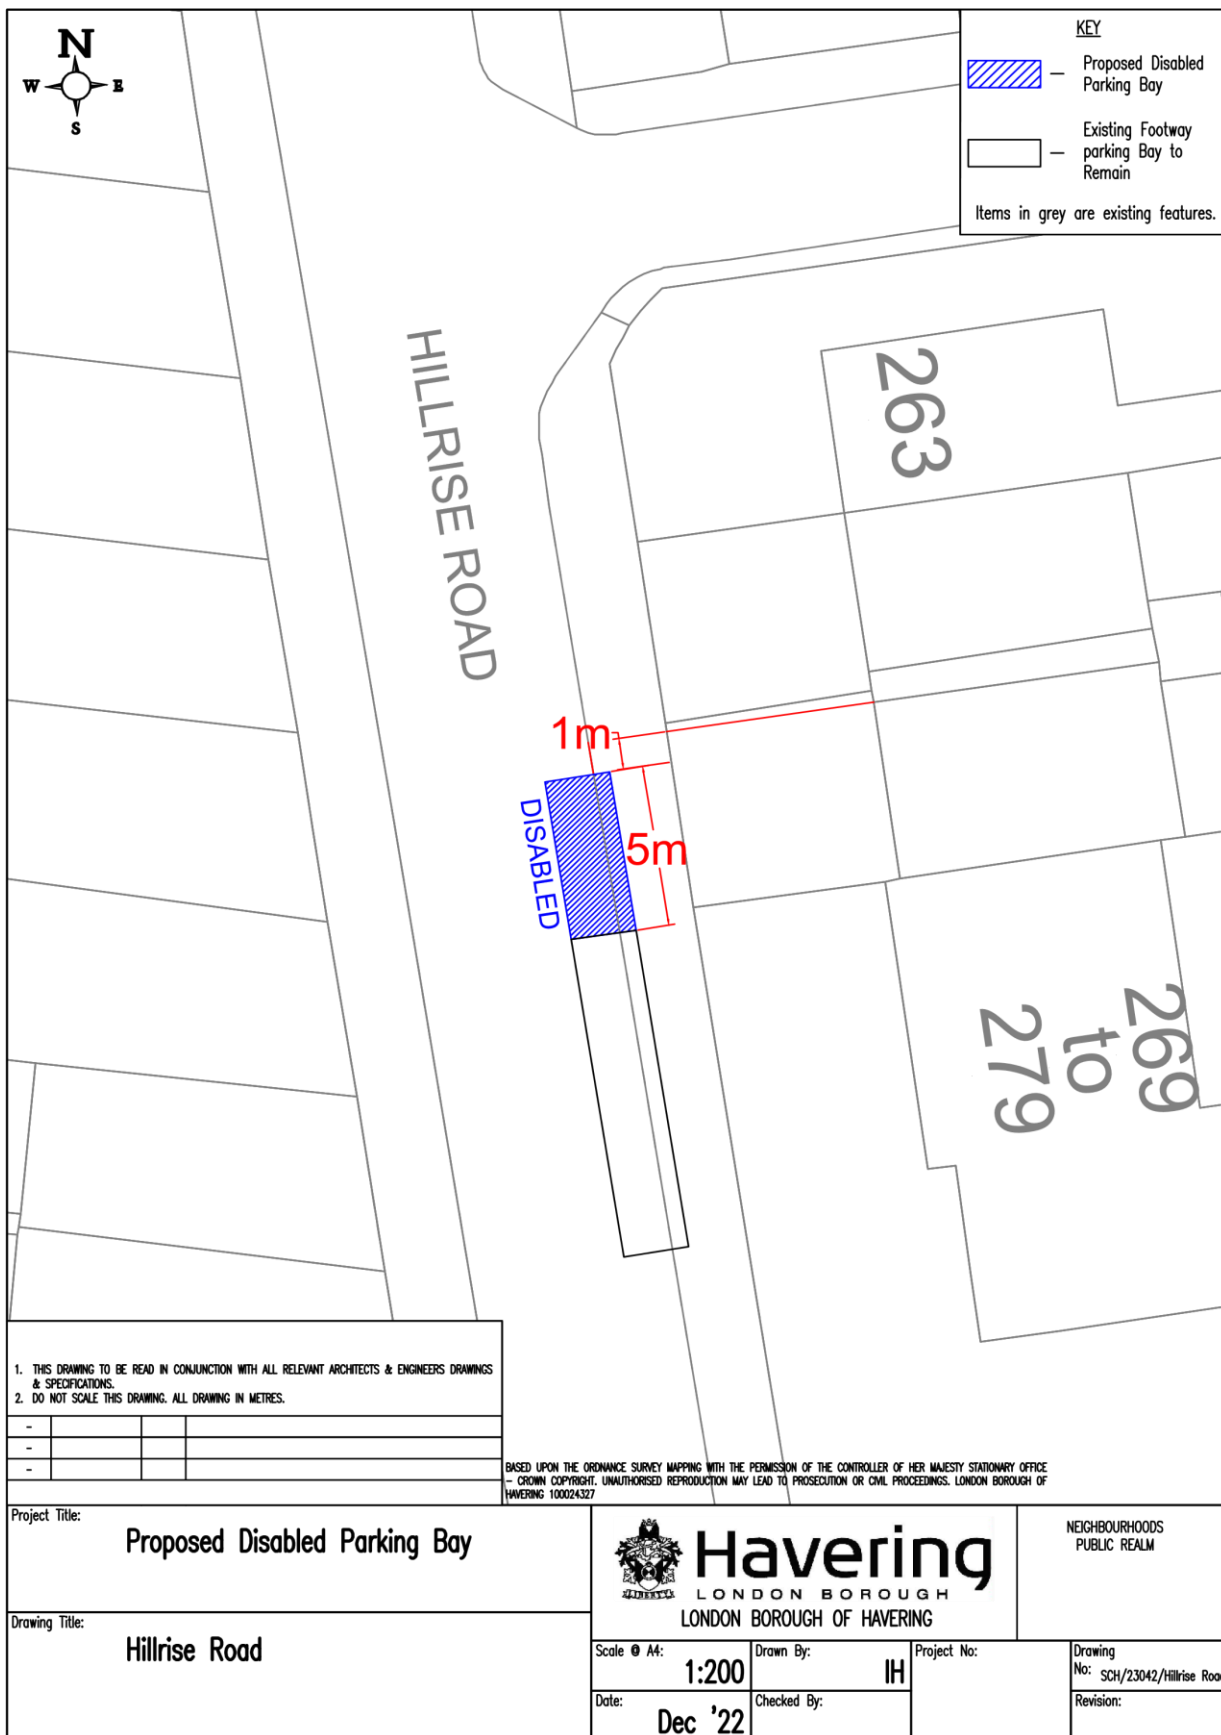 N
W E
S
KEY
— Proposed Disabled
Parking Bay
— Existing Footway
parking Bay to
Remain
Items in grey are existing features.
HILLRISE ROAD
263
1m
5m
DISABLED
269
to
279
1. THIS DRAWING TO BE READ IN CONJUNCTION WITH ALL RELEVANT ARCHITECTS & ENGINEERS DRAWINGS
& SPECIFICATIONS.
2. DO NOT SCALE THIS DRAWING. ALL DRAWING IN METRES.
-
-
-
BASED UPON THE ORDNANCE SURVEY MAPPING WITH THE PERMISSION OF THE CONTROLLER OF HER MAJESTY STATIONARY OFFICE
– CROWN COPYRIGHT. UNAUTHORISED REPRODUCTION MAY LEAD TO PROSECUTION OR CIVIL PROCEEDINGS. LONDON BOROUGH OF
HAVERING 100024327
Project Title:
Proposed Disabled Parking Bay
Drawing Title:
Hillrise Road
LIBERTY
Havering
LONDON BOROUGH
LONDON BOROUGH OF HAVERING
NEIGHBOURHOODS
PUBLIC REALM
Scale @ A4:
1:200
Drawn By:
IH
Project No:
Drawing
No: SCH/23042/Hillrise Roa
Date:
Dec '22
Checked By:
Revision: